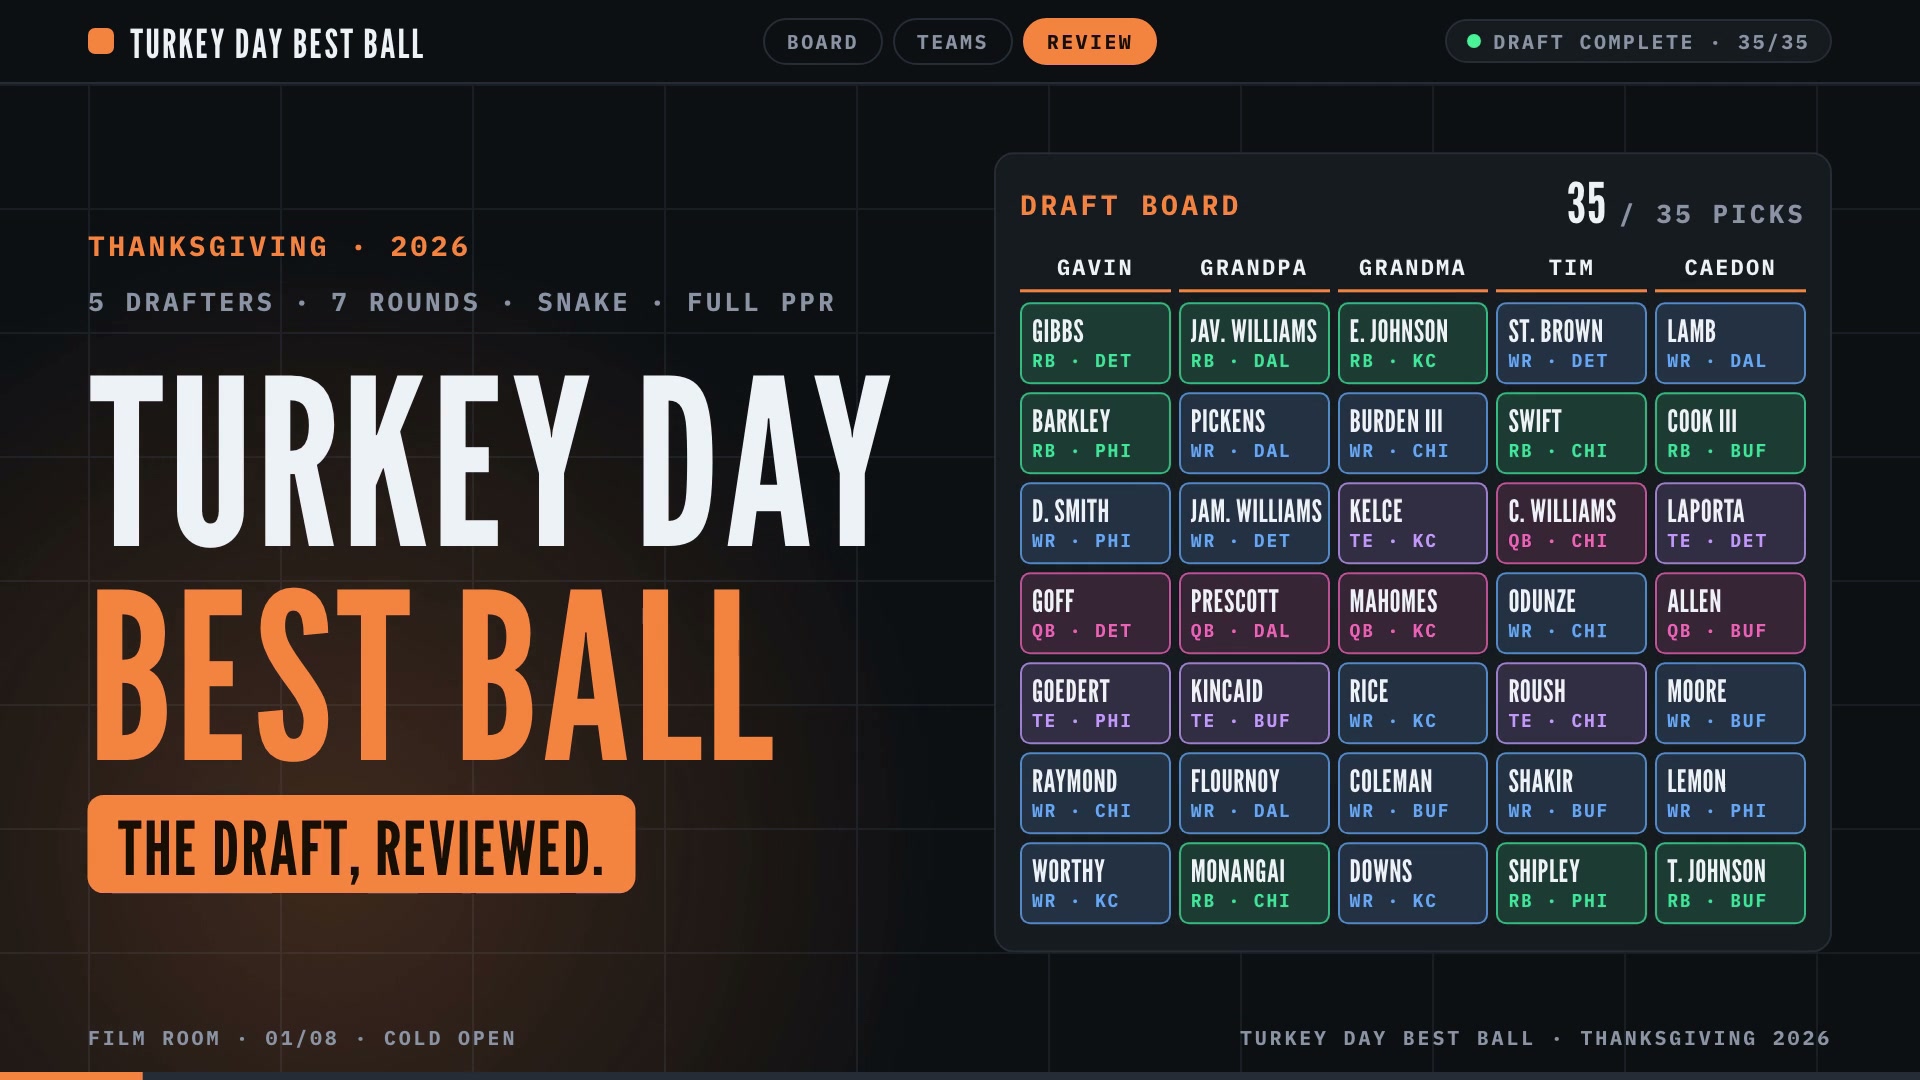 TURKEY DAY BEST BALL
BOARD TEAMS REVIEW
DRAFT COMPLETE · 35/35
THANKSGIVING · 2026
5 DRAFTERS · 7 ROUNDS · SNAKE · FULL PPR
TURKEY DAY
BEST BALL
THE DRAFT, REVIEWED.
DRAFT BOARD
35 / 35 PICKS
GAVIN GRANDPA GRANDMA TIM CAEDON
GIBBS JAV. WILLIAMS E. JOHNSON ST. BROWN LAMB
RB · DET RB · DAL RB · KC WR · DET WR · DAL
BARKLEY PICKENS BURDEN III SWIFT COOK III
RB · PHI WR · DAL WR · CHI RB · CHI RB · BUF
D. SMITH JAM. WILLIAMS KELCE C. WILLIAMS LAPORTA
WR · PHI WR · DET TE · KC QB · CHI TE · DET
GOFF PRESCOTT MAHOMES ODUNZE ALLEN
QB · DET QB · DAL QB · KC WR · CHI QB · BUF
GOEDERT KINCAID RICE ROUSH MOORE
TE · PHI TE · BUF WR · KC TE · CHI WR · BUF
RAYMOND FLOURNOY COLEMAN SHAKIR LEMON
WR · CHI WR · DAL WR · BUF WR · BUF WR · PHI
WORTHY MONANGAI DOWNS SHIPLEY T. JOHNSON
WR · KC RB · CHI WR · KC RB · PHI RB · BUF
FILM ROOM · 01/08 · COLD OPEN
TURKEY DAY BEST BALL · THANKSGIVING 2026